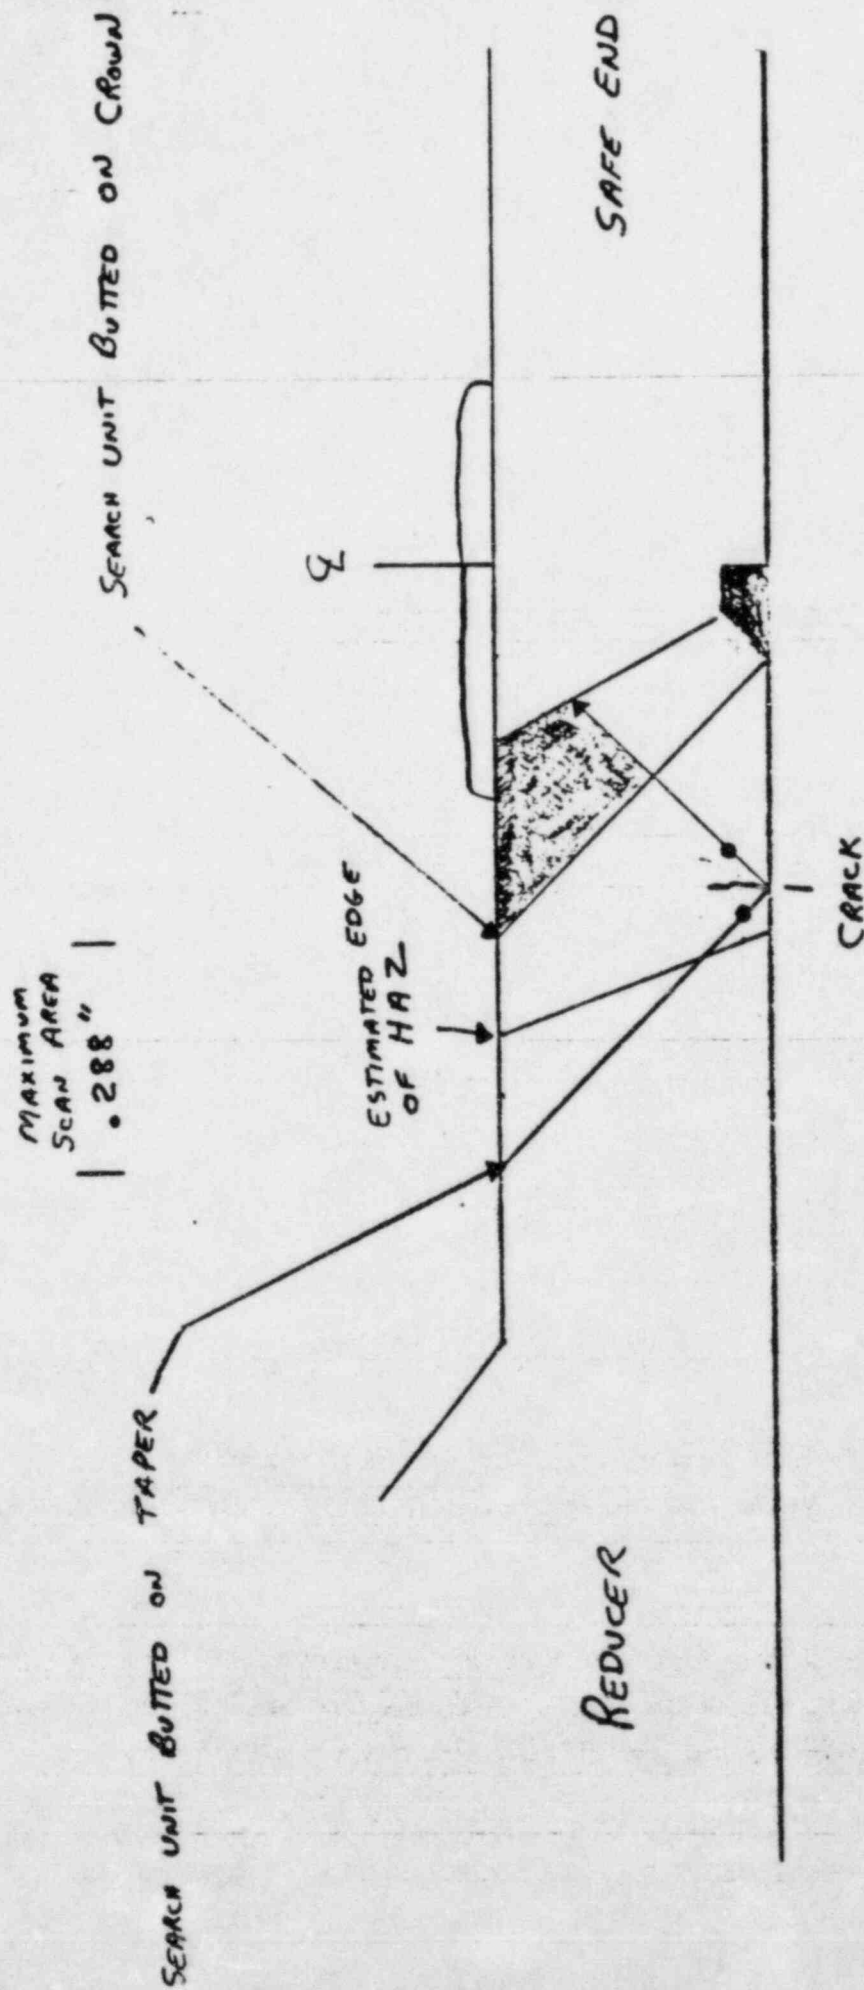 MAXIMUM
SCAN AREA
| .288" |
SEARCH UNIT BUTTED ON TAPER
SEARCH UNIT BUTTED ON CROWN
ESTIMATED EDGE
OF HAZ
℄
REDUCER
SAFE END
CRACK